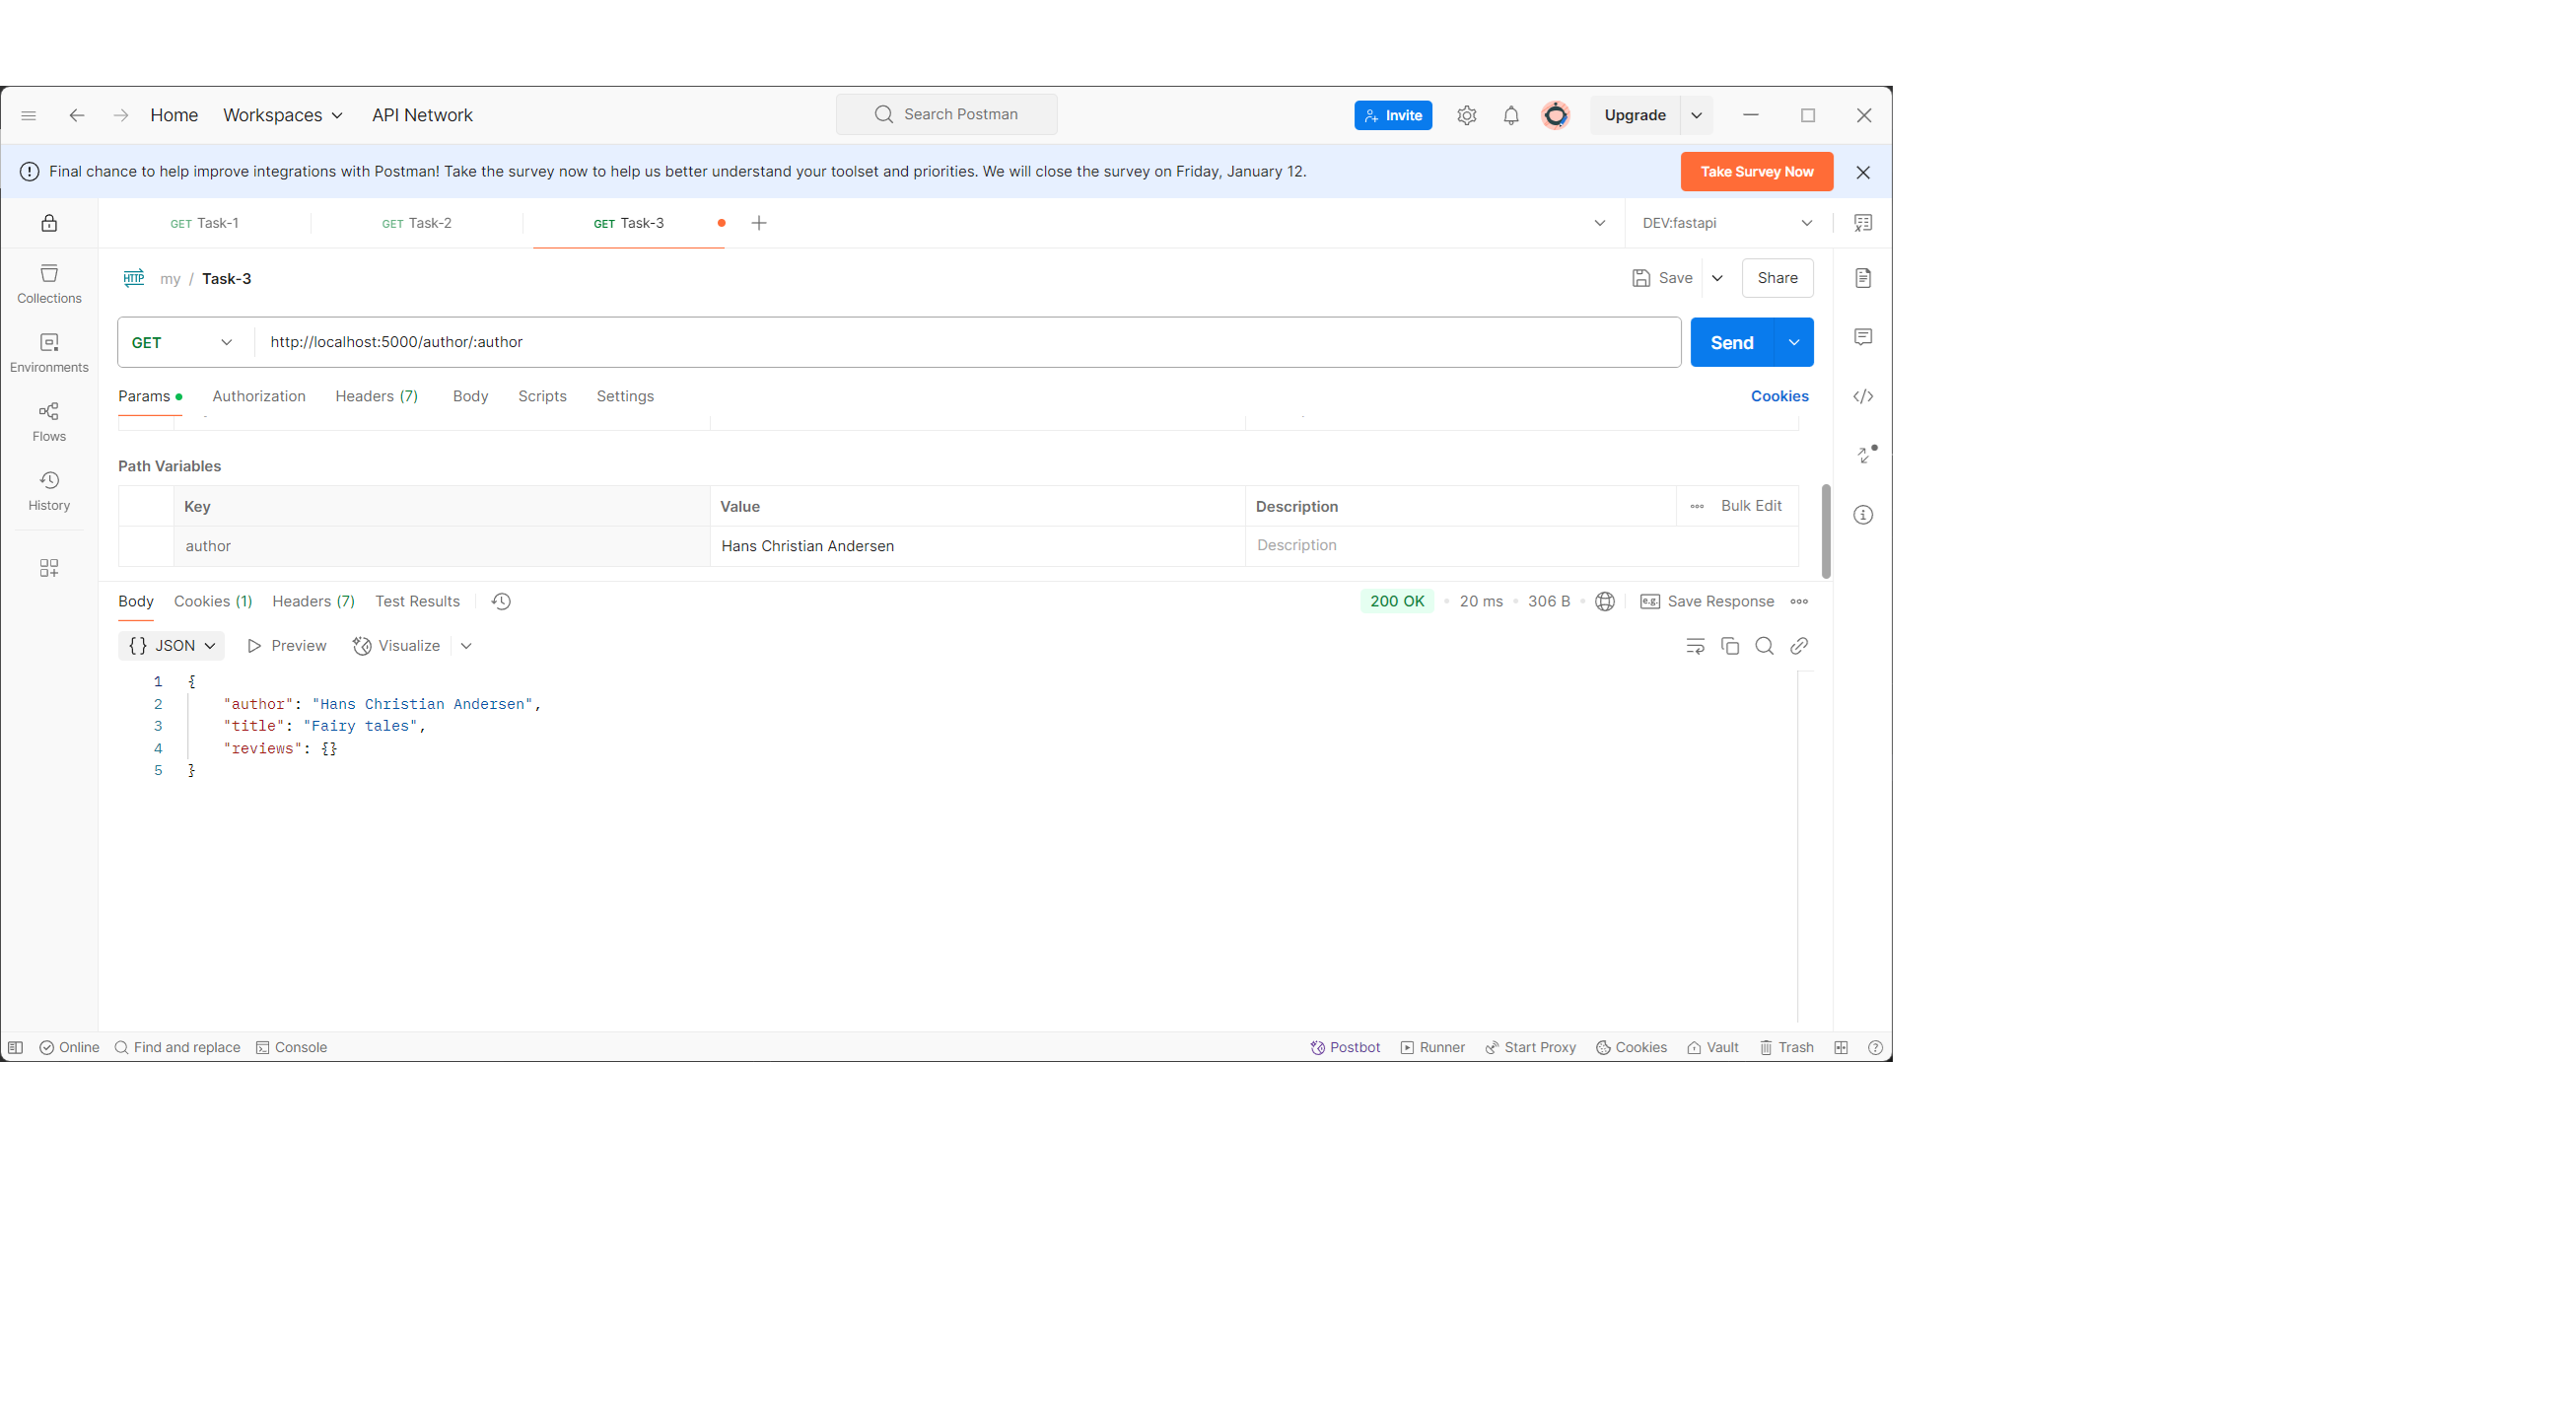 Home Workspaces API Network Search Postman Invite Upgrade
Final chance to help improve integrations with Postman! Take the survey now to help us better understand your toolset and priorities. We will close the survey on Friday, January 12. Take Survey Now
GET Task-1 GET Task-2 GET Task-3 DEV:fastapi
HTTP my / Task-3 Save Share
Collections
GET http://localhost:5000/author/:author Send
Environments
Params Authorization Headers (7) Body Scripts Settings Cookies
Flows
Path Variables
History
Key Value Description Bulk Edit
author Hans Christian Andersen Description
Body Cookies (1) Headers (7) Test Results 200 OK 20 ms 306 B e.g. Save Response
{} JSON Preview Visualize
1 {
2 "author": "Hans Christian Andersen",
3 "title": "Fairy tales",
4 "reviews": {}
5 }
Online Find and replace Console Postbot Runner Start Proxy Cookies Vault Trash